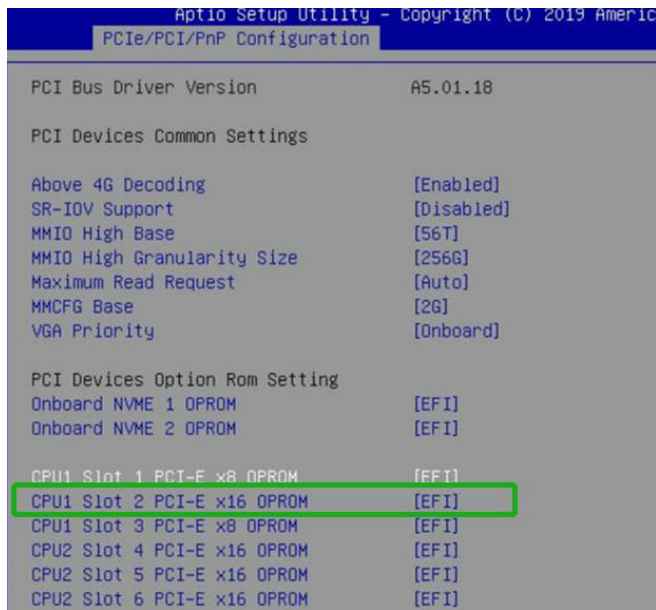 Aptio Setup Utility – Copyright (C) 2019 Americ
PCIe/PCI/PnP Configuration
PCI Bus Driver Version A5.01.18
PCI Devices Common Settings
Above 4G Decoding [Enabled]
SR-IOV Support [Disabled]
MMIO High Base [56T]
MMIO High Granularity Size [256G]
Maximum Read Request [Auto]
MMCFG Base [2G]
VGA Priority [Onboard]
PCI Devices Option Rom Setting
Onboard NVME 1 OPROM [EFI]
Onboard NVME 2 OPROM [EFI]
CPU1 Slot 1 PCI-E x8 OPROM [EFI]
CPU1 Slot 2 PCI-E x16 OPROM [EFI]
CPU1 Slot 3 PCI-E x8 OPROM [EFI]
CPU2 Slot 4 PCI-E x16 OPROM [EFI]
CPU2 Slot 5 PCI-E x16 OPROM [EFI]
CPU2 Slot 6 PCI-E x16 OPROM [EFI]